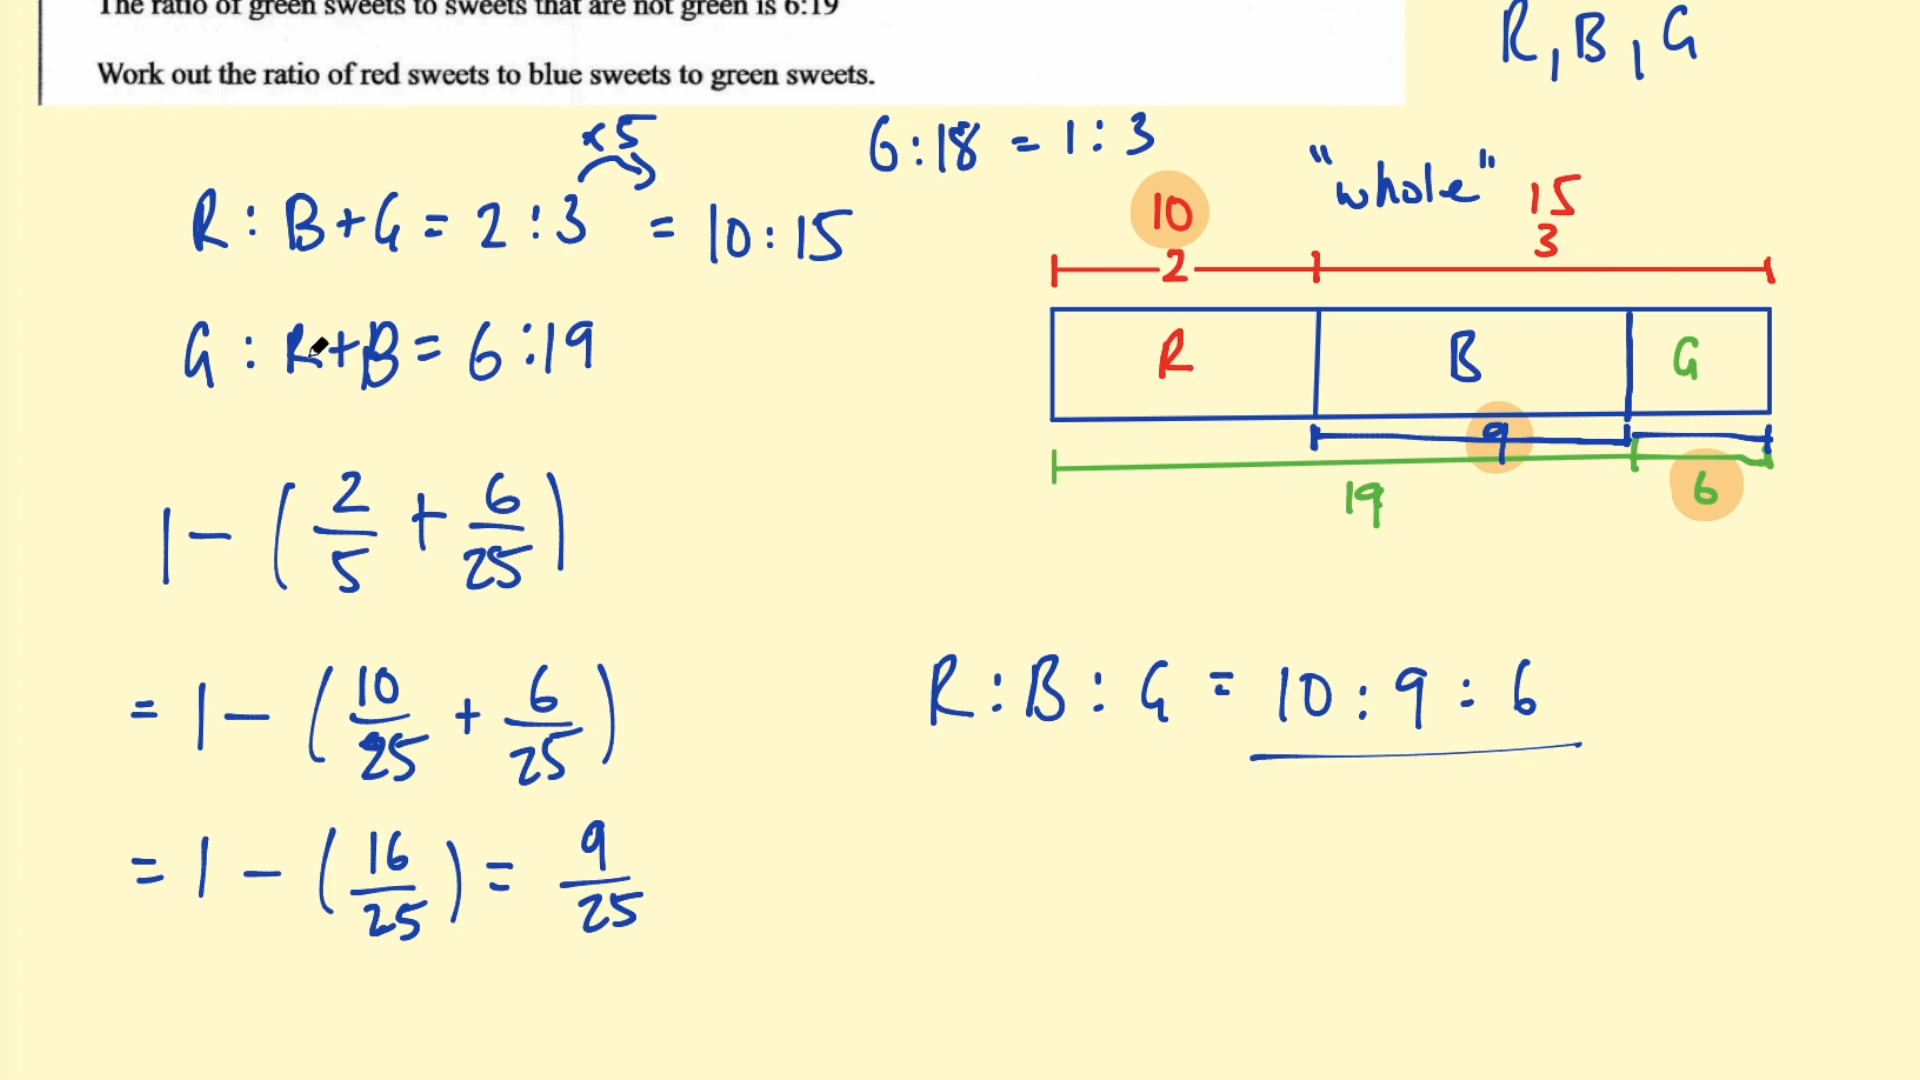 The ratio of green sweets to sweets that are not green is 6:19
Work out the ratio of red sweets to blue sweets to green sweets.
R, B, G
×5
6:18 = 1:3
"whole"
R : B+G = 2:3 = 10:15
10
15
3
2
G : R+B = 6:19
R B G
9
19
6
1 - (2/5 + 6/25)
= 1 - (10/25 + 6/25)
R : B : G = 10 : 9 : 6
= 1 - (16/25) = 9/25